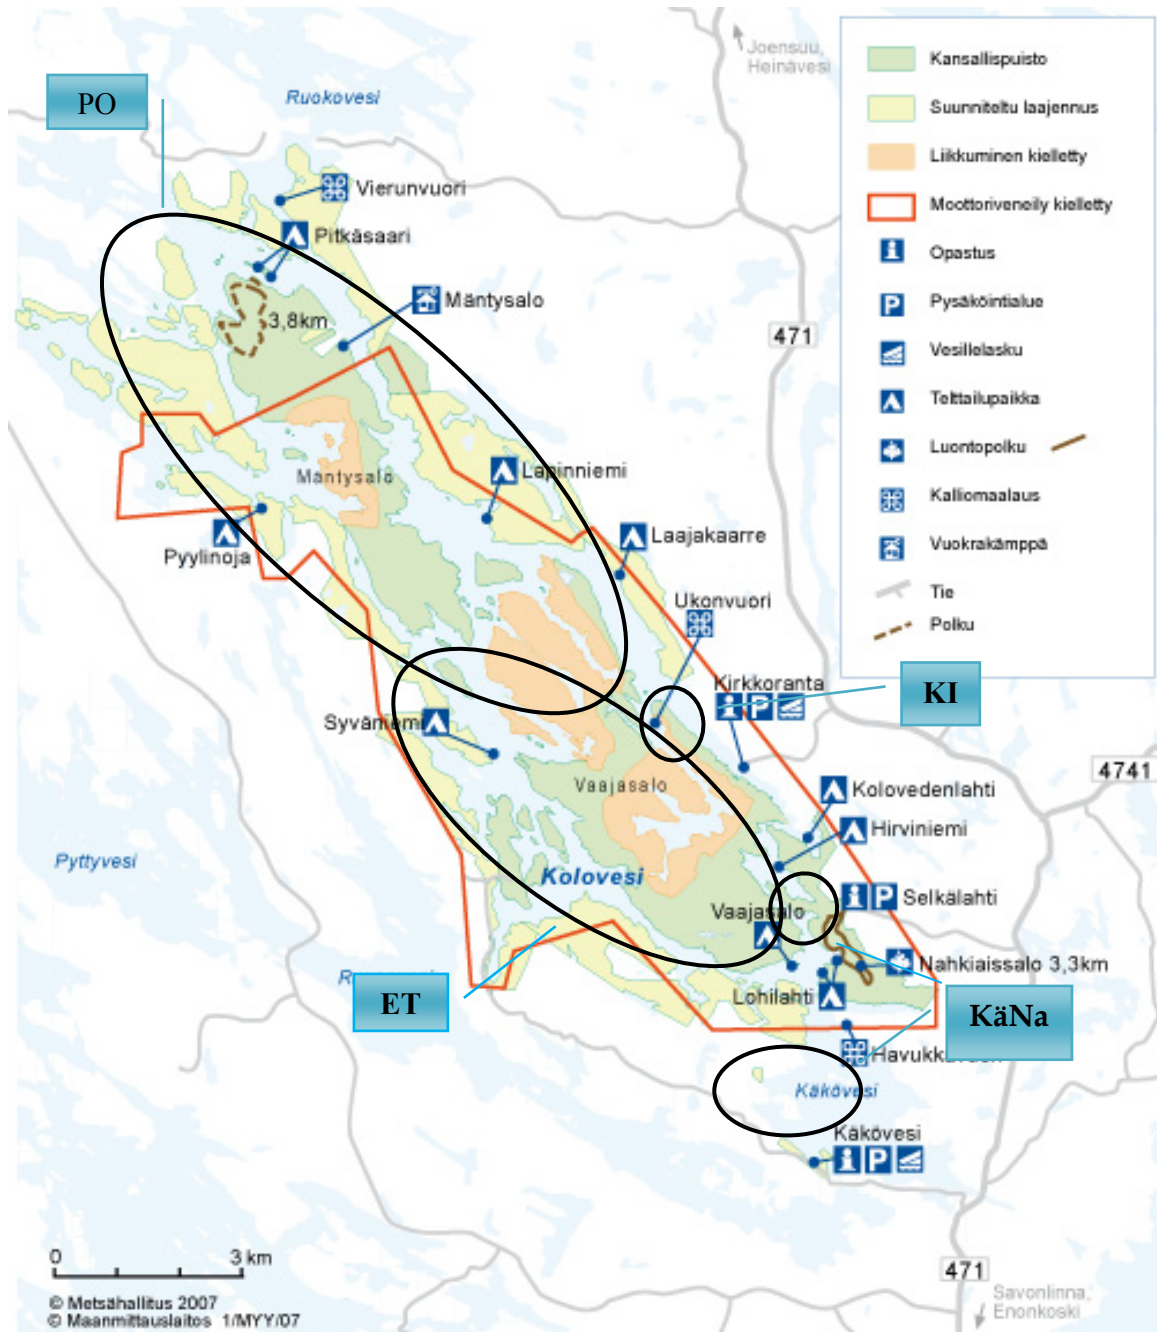 Joensuu,
Heinävesi
Kansallispuisto
Suunniteltu laajennus
Liikkuminen kielletty
Moottoriveneily kielletty
Opastus
Pysäköintialue
Vesillelasku
Telttailupaikka
Luontopolku
Kalliomaalaus
Vuokrakämppä
Tie
Polku
PO
Ruokovesi
Vierunvuori
Pitkäsaari
Mäntysalo
3,8km
471
Mäntysalo
Lapinniemi
Pyylinoja
Laajakaarre
Ukonvuori
Kirkkoranta
KI
Syväniemi
Vaajasalo
4741
Kolovedenlahti
Hirviniemi
Pyttyvesi
Kolovesi
Vaajasalo
Selkälahti
Nahkiaissalo 3,3km
Lohilahti
ET
KäNa
Käkövesi
Käkövesi
0 3 km
471
Savonlinna,
Enonkoski
© Metsähallitus 2007
© Maanmittauslaitos 1/MYY/07